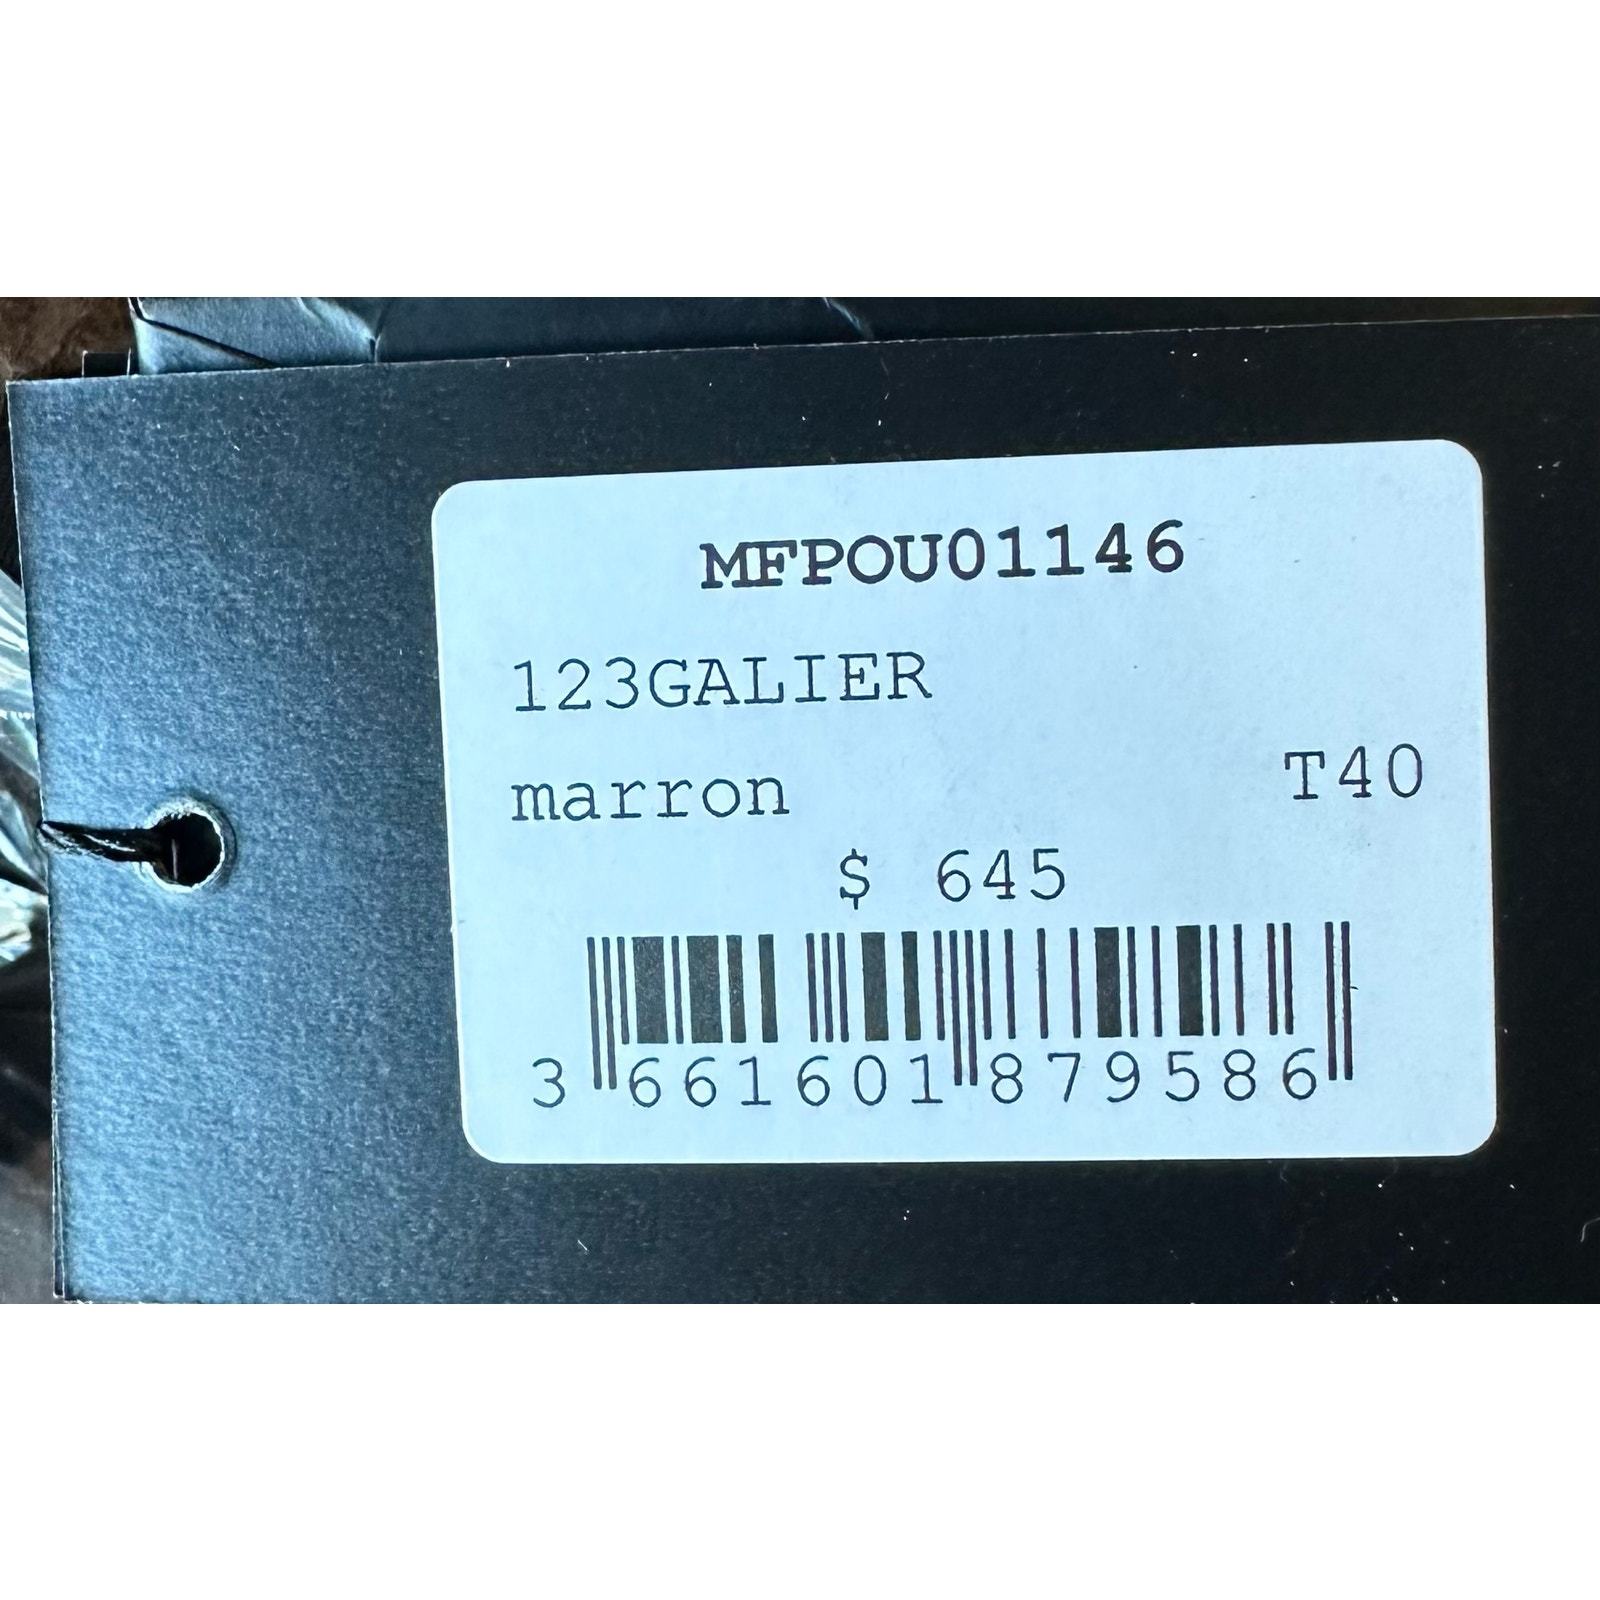 MFPOU01146
123GALIER
marron T40
$ 645
3 661601 879586